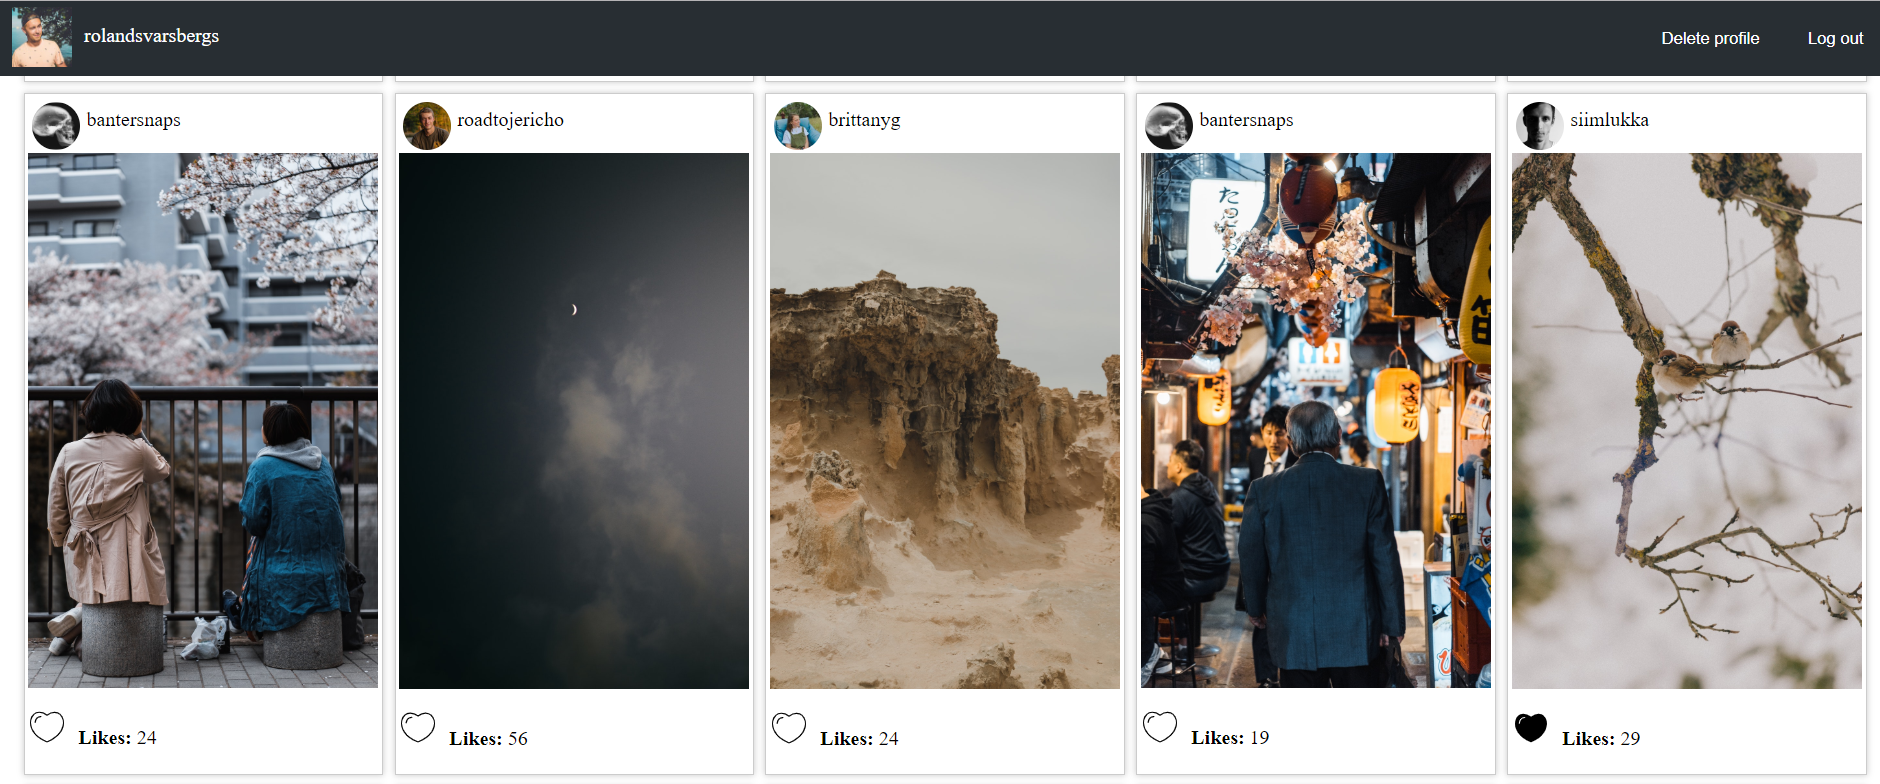 rolandsvarsbergs
Delete profile
Log out
bantersnaps
roadtojericho
brittanyg
bantersnaps
siimlukka
Likes: 24
Likes: 56
Likes: 24
Likes: 19
Likes: 29